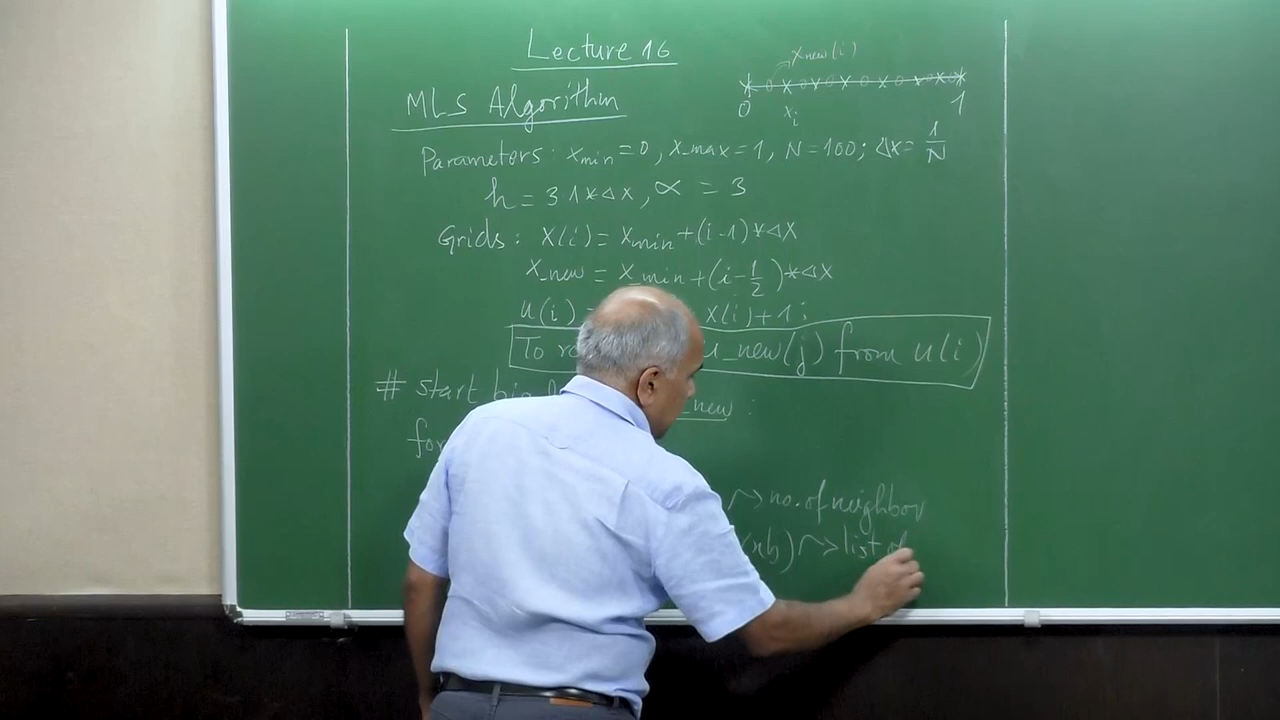 Lecture 16
x_new(i)
MLS Algorithm
0 x_i 1
Parameters: x_min = 0, x_max = 1, N = 100; Δx = 1/N
h = 3.1*Δx, α = 3
Grids: x(i) = x_min + (i-1)*Δx
x_new = x_min + (i-1/2)*Δx
u(i) = x(i) + 1;
To u_new(j) from u(i)
# start _new :
for
~> no. of neighbor
(nb) ~> list of